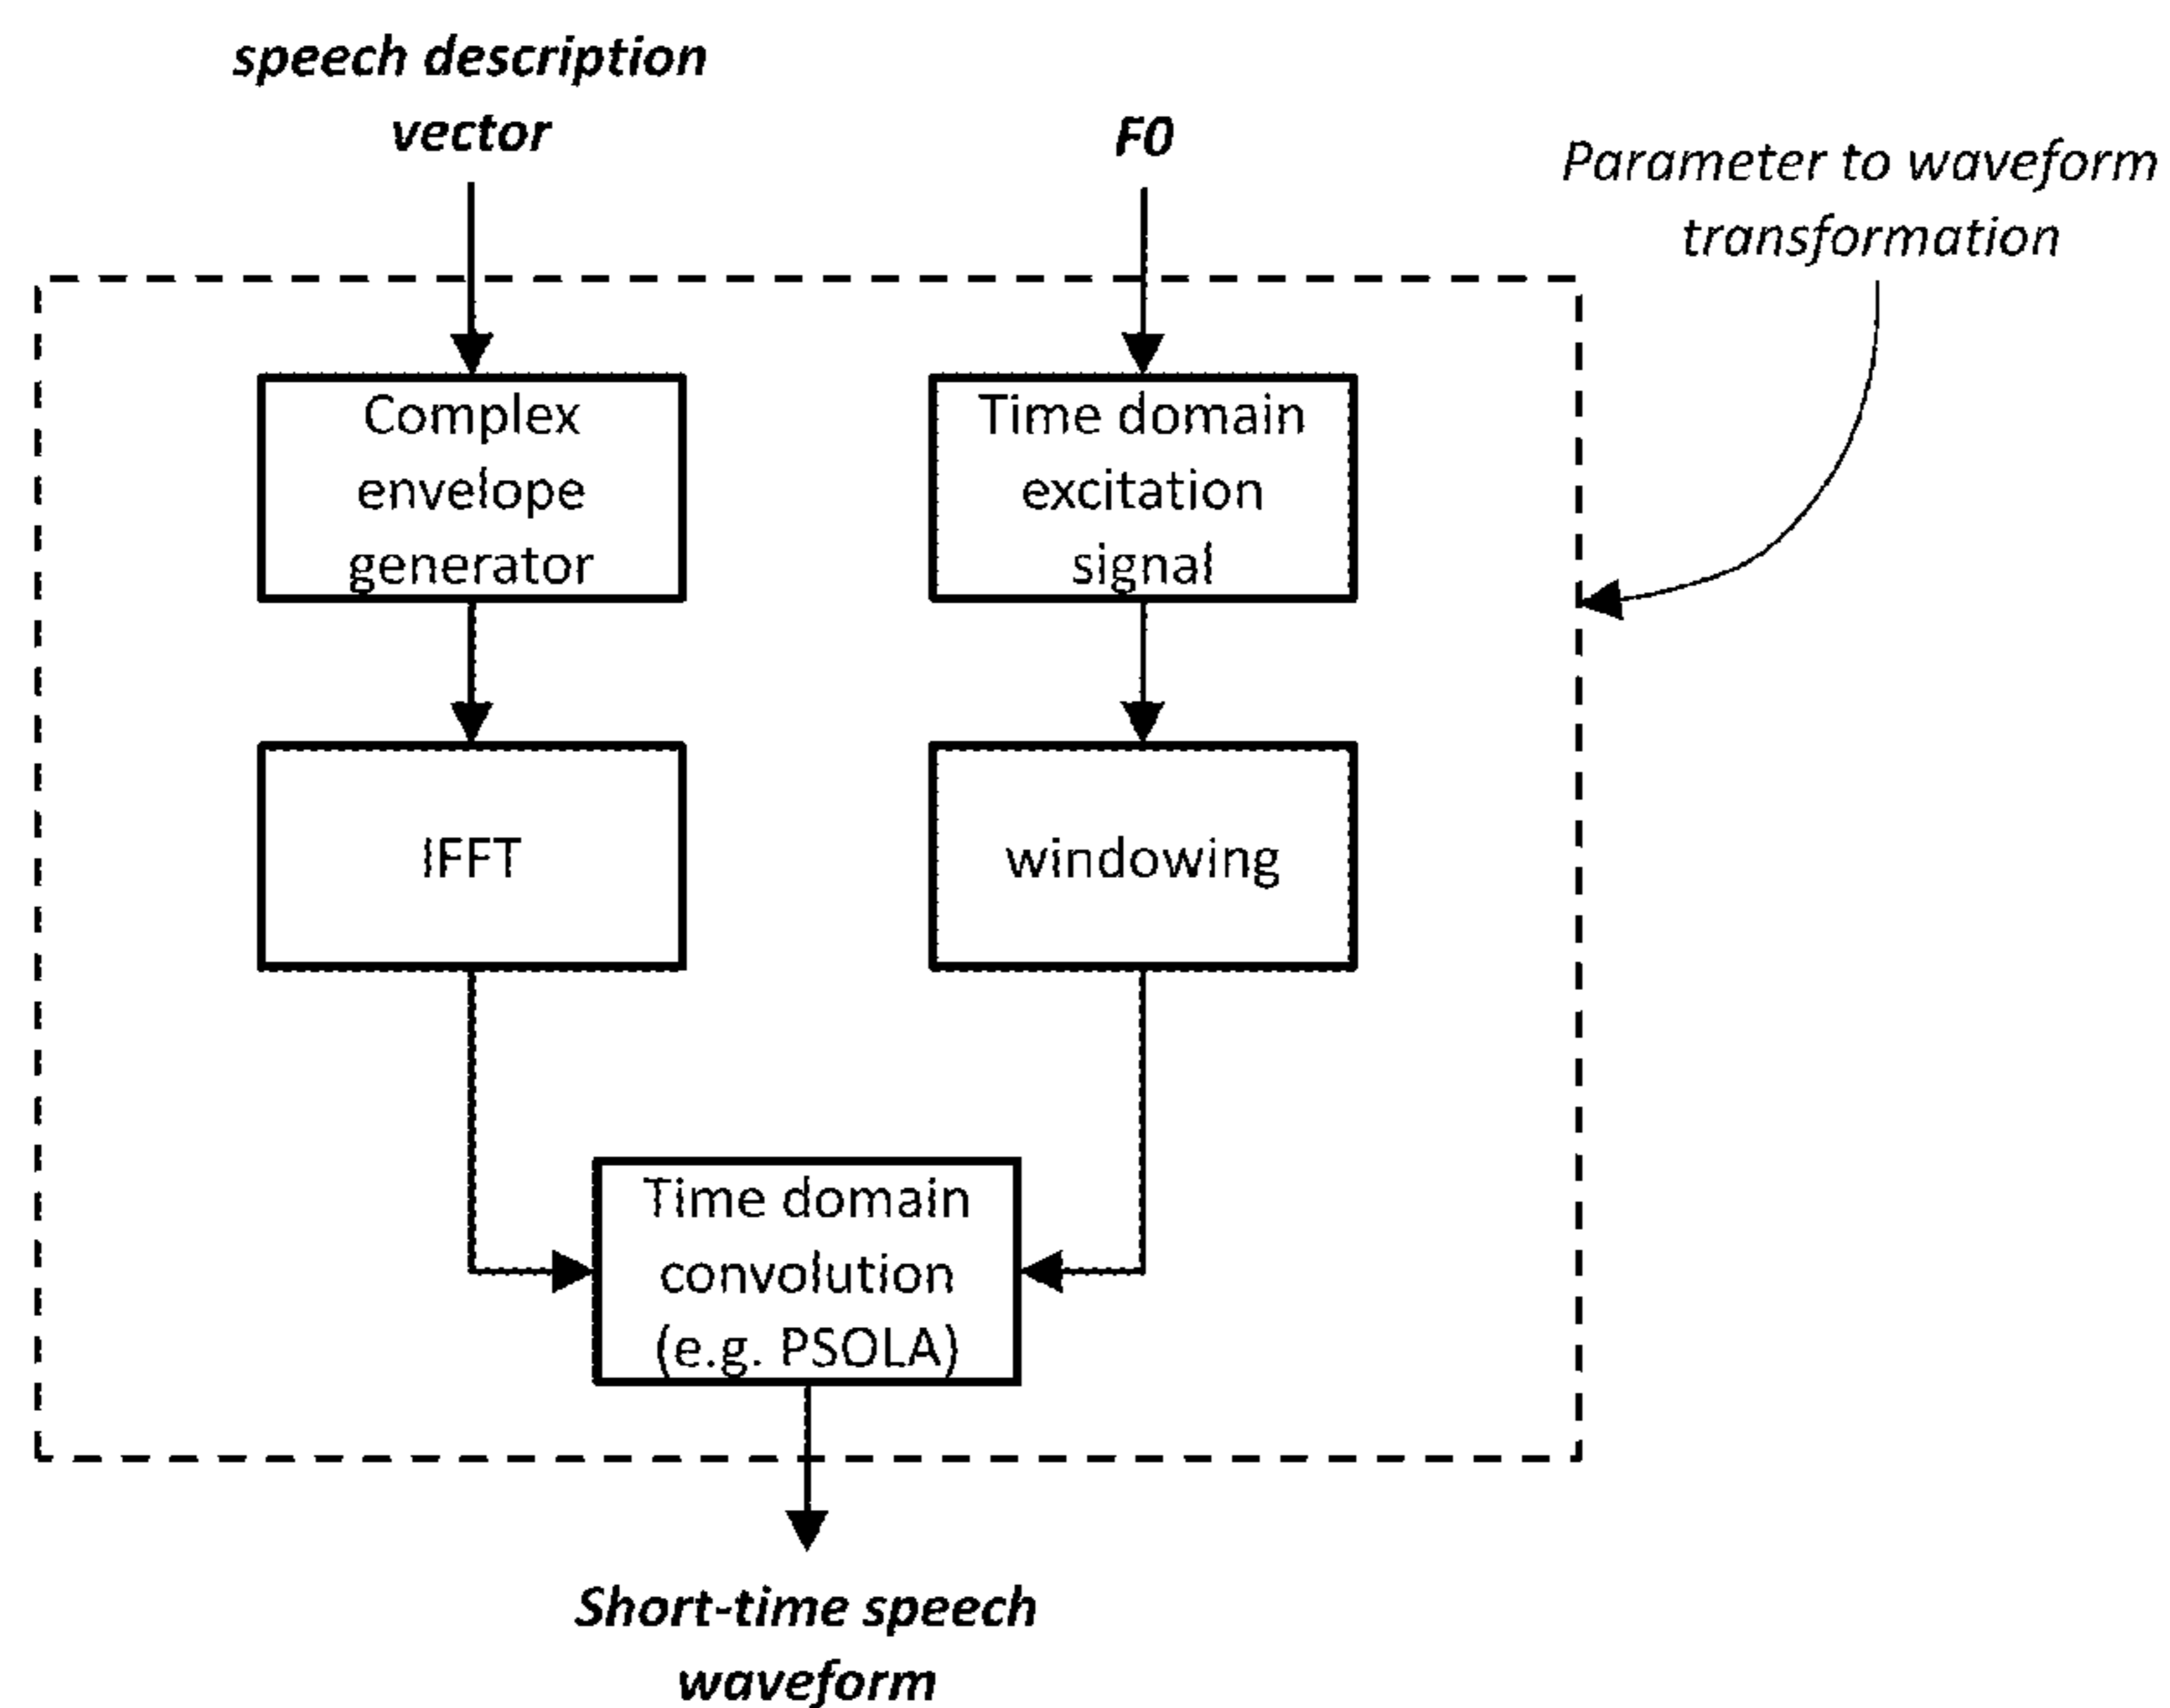 speech description
vector
F0
Parameter to waveform
transformation
Complex
envelope
generator
Time domain
excitation
signal
IFFT
windowing
Time domain
convolution
(e.g. PSOLA)
Short-time speech
waveform